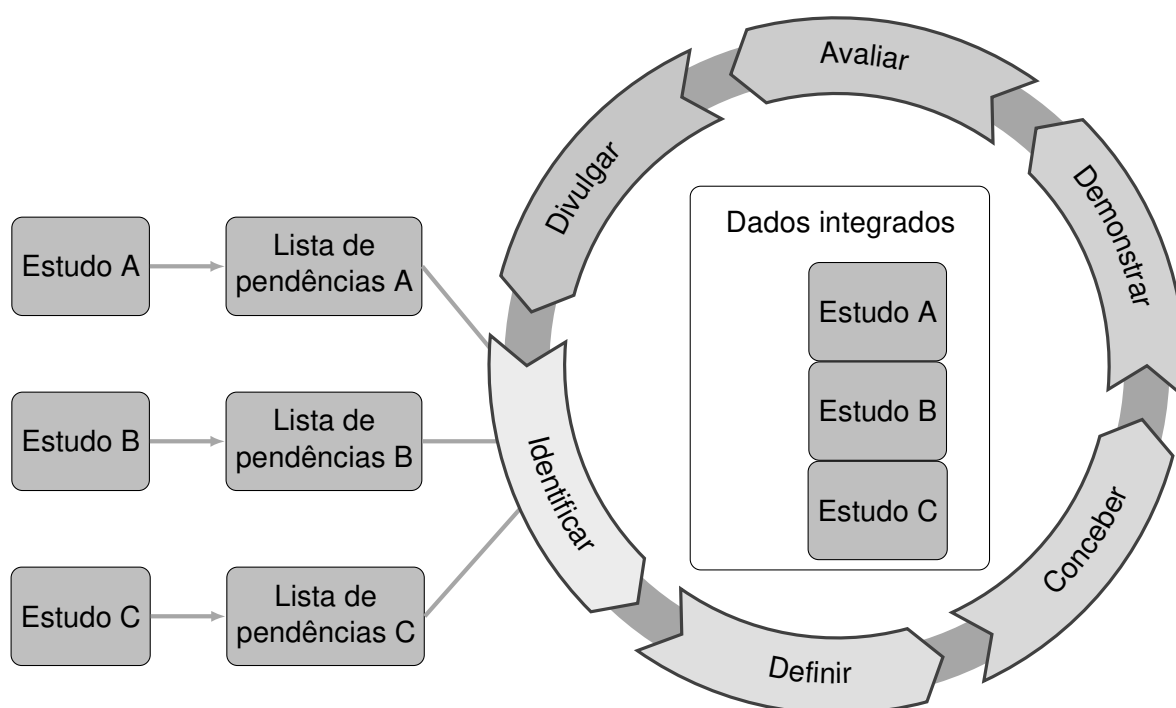 Estudo A
Lista de
pendências A
Estudo B
Lista de
pendências B
Estudo C
Lista de
pendências C
Identificar
Definir
Conceber
Demonstrar
Avaliar
Divulgar
Dados integrados
Estudo A
Estudo B
Estudo C